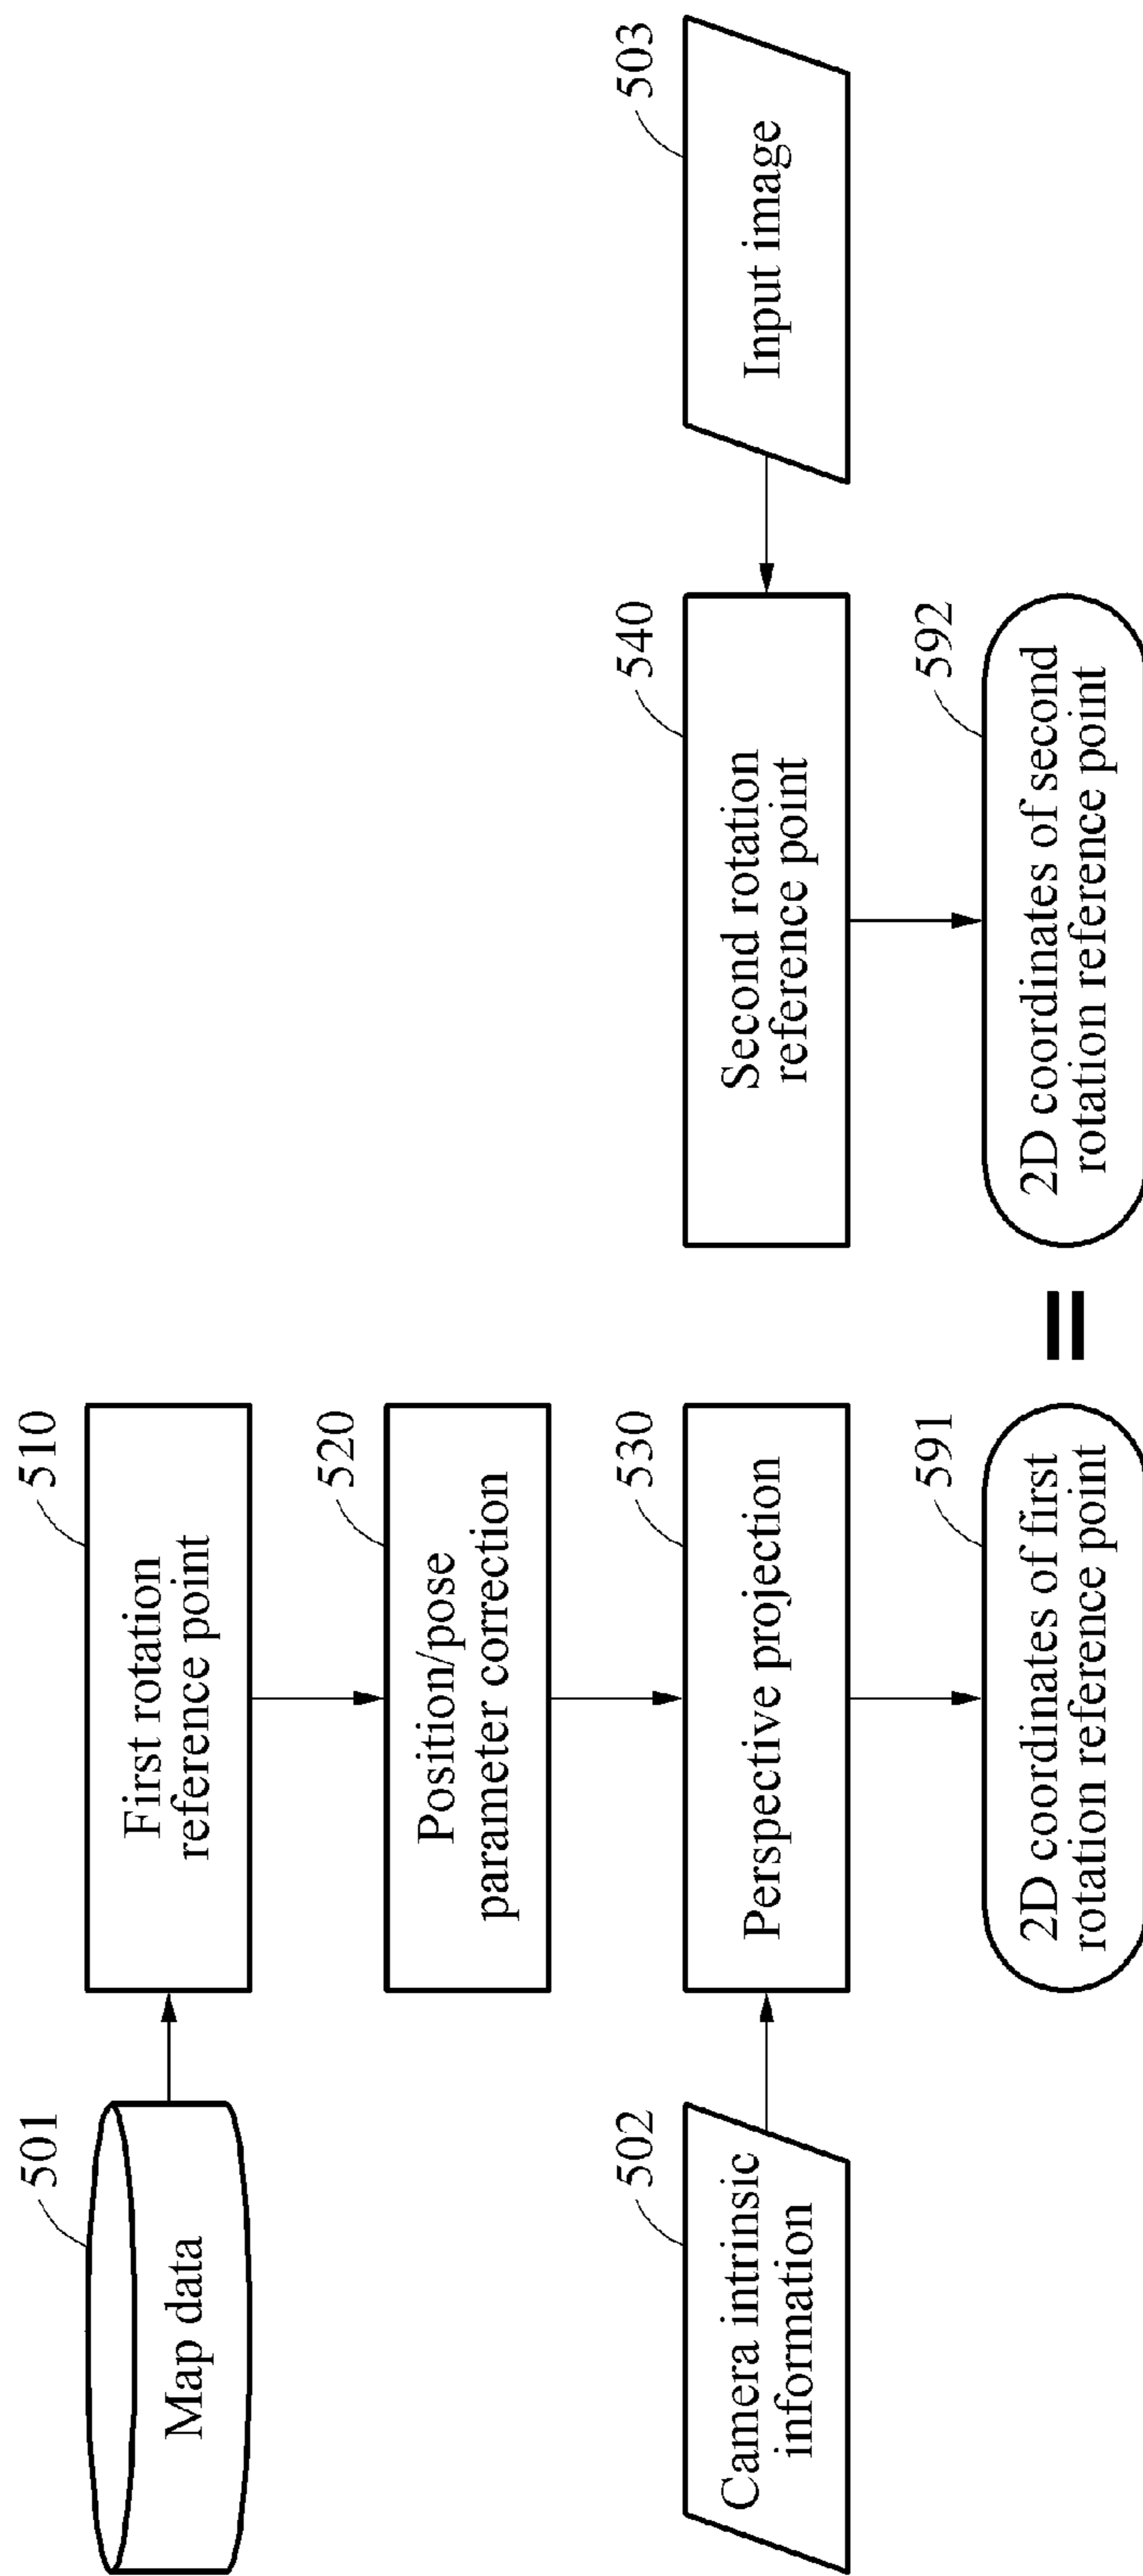 501
Map data
510
First rotation
reference point
520
Position/pose
parameter correction
502
Camera intrinsic
information
530
Perspective projection
540
Second rotation
reference point
503
Input image
591
2D coordinates of first
rotation reference point
=
592
2D coordinates of second
rotation reference point